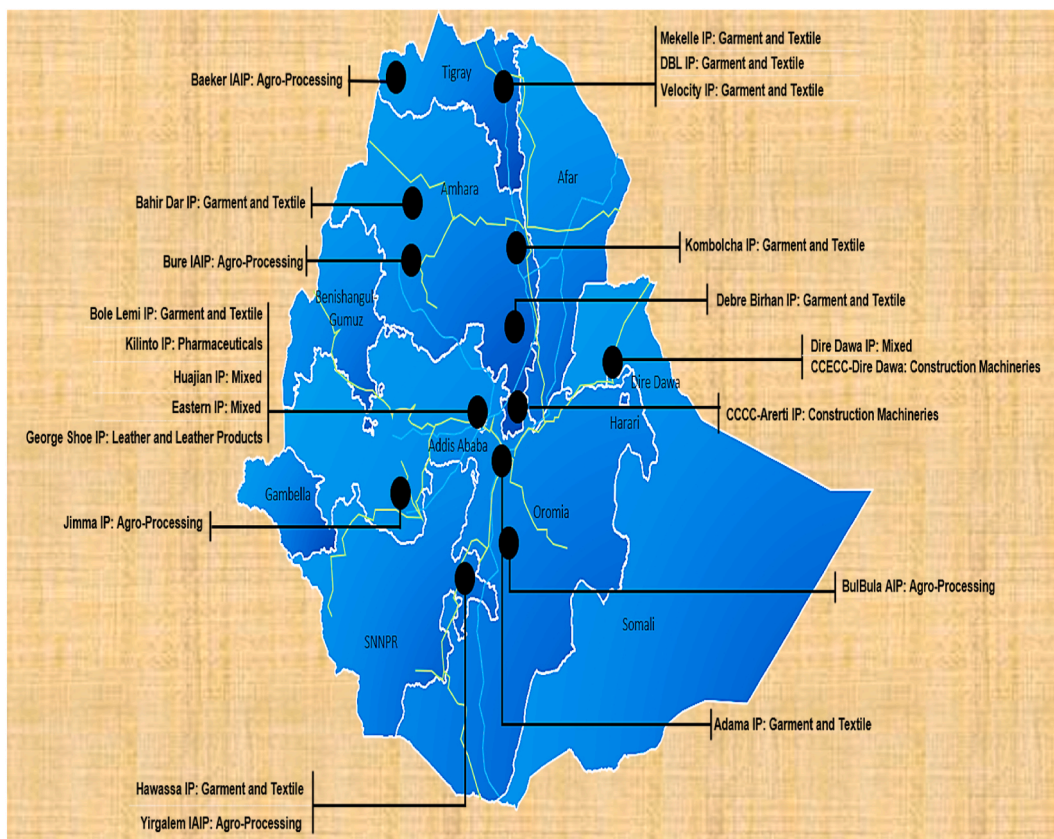 Mekelle IP: Garment and Textile
DBL IP: Garment and Textile
Velocity IP: Garment and Textile
Baeker IAIP: Agro-Processing
Tigray
Afar
Amhara
Bahir Dar IP: Garment and Textile
Kombolcha IP: Garment and Textile
Bure IAIP: Agro-Processing
Benishangul-
Gumuz
Debre Birhan IP: Garment and Textile
Bole Lemi IP: Garment and Textile
Kilinto IP: Pharmaceuticals
Huajian IP: Mixed
Eastern IP: Mixed
George Shoe IP: Leather and Leather Products
Dire Dawa IP: Mixed
CCECC-Dire Dawa: Construction Machineries
Dire Dawa
CCCC-Arerti IP: Construction Machineries
Harari
Addis Ababa
Gambella
Jimma IP: Agro-Processing
Oromia
BulBula AIP: Agro-Processing
Somali
SNNPR
Adama IP: Garment and Textile
Hawassa IP: Garment and Textile
Yirgalem IAIP: Agro-Processing